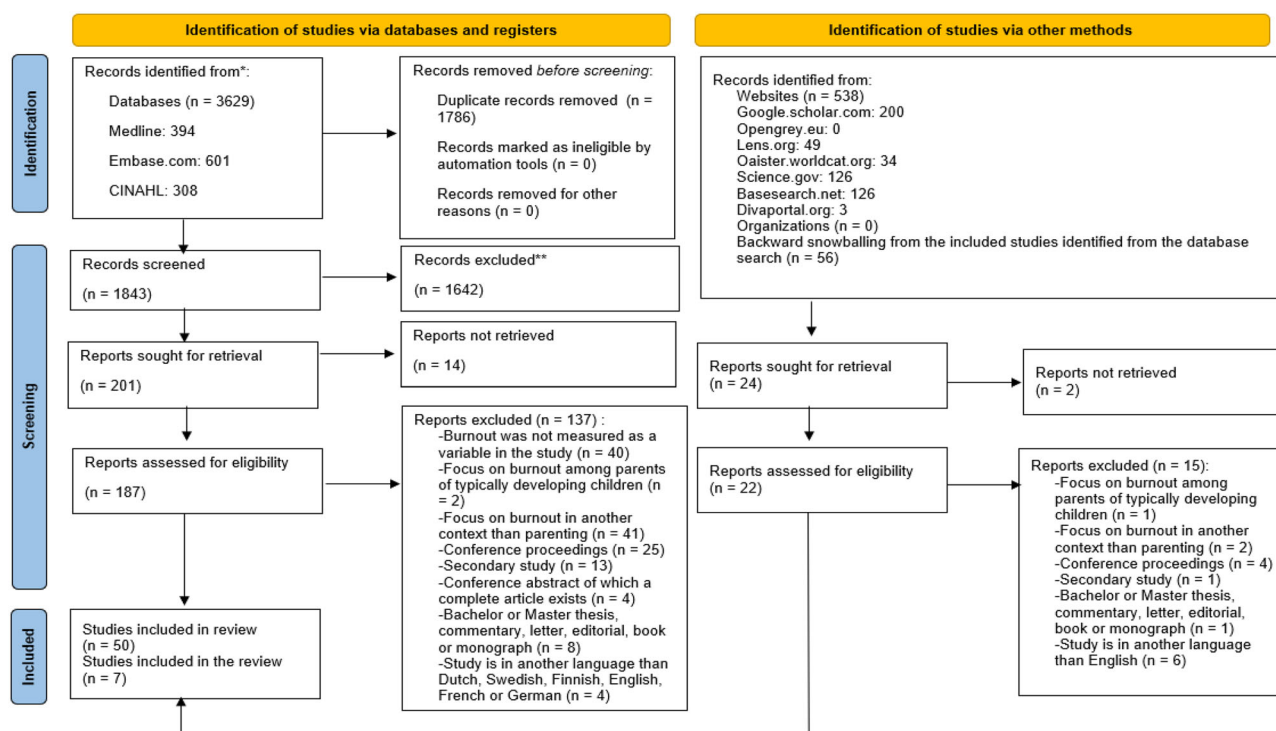 Identification of studies via databases and registers
Identification of studies via other methods
Identification
Records identified from*:
Databases (n = 3629)
Medline: 394
Embase.com: 601
CINAHL: 308
Records removed before screening:
Duplicate records removed (n =
1786)
Records marked as ineligible by
automation tools (n = 0)
Records removed for other
reasons (n = 0)
Records identified from:
Websites (n = 538)
Google.scholar.com: 200
Opengrey.eu: 0
Lens.org: 49
Oaister.worldcat.org: 34
Science.gov: 126
Basesearch.net: 126
Divaportal.org: 3
Organizations (n = 0)
Backward snowballing from the included studies identified from the database
search (n = 56)
Screening
Records screened
(n = 1843)
Records excluded**
(n = 1642)
Reports sought for retrieval
(n = 201)
Reports not retrieved
(n = 14)
Reports sought for retrieval
(n = 24)
Reports not retrieved
(n = 2)
Reports assessed for eligibility
(n = 187)
Reports excluded (n = 137) :
-Burnout was not measured as a
variable in the study (n = 40)
-Focus on burnout among parents
of typically developing children (n
= 2)
-Focus on burnout in another
context than parenting (n = 41)
-Conference proceedings (n = 25)
-Secondary study (n = 13)
-Conference abstract of which a
complete article exists (n = 4)
-Bachelor or Master thesis,
commentary, letter, editorial, book
or monograph (n = 8)
-Study is in another language than
Dutch, Swedish, Finnish, English,
French or German (n = 4)
Reports assessed for eligibility
(n = 22)
Reports excluded (n = 15):
-Focus on burnout among
parents of typically developing
children (n = 1)
-Focus on burnout in another
context than parenting (n = 2)
-Conference proceedings (n = 4)
-Secondary study (n = 1)
-Bachelor or Master thesis,
commentary, letter, editorial,
book or monograph (n = 1)
-Study is in another language
than English (n = 6)
Included
Studies included in review
(n = 50)
Studies included in the review
(n = 7)